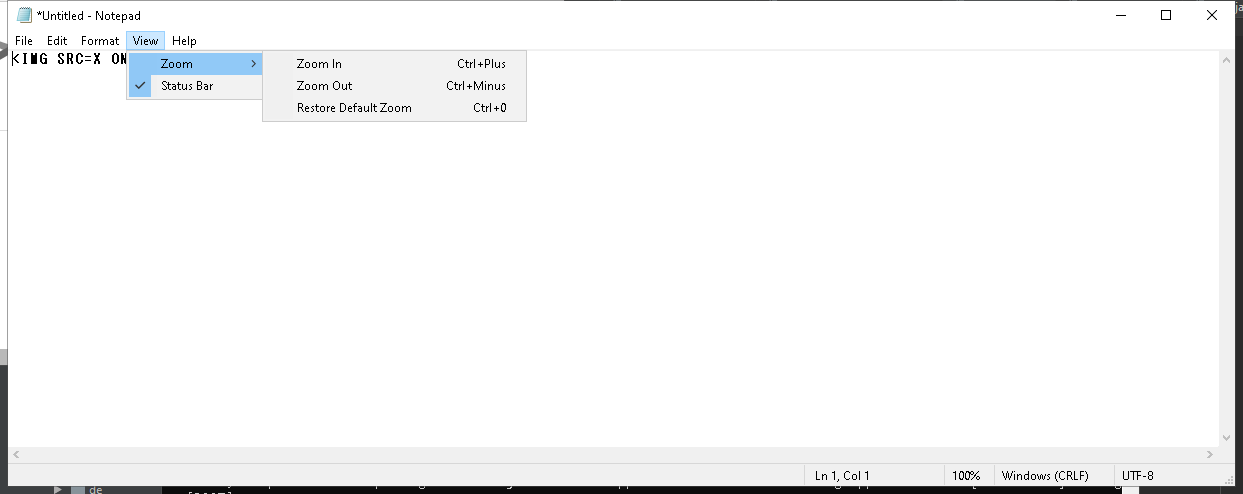 *Untitled - Notepad
File Edit Format View Help
<IMG SRC=X ON
Zoom
Status Bar
Zoom In Ctrl+Plus
Zoom Out Ctrl+Minus
Restore Default Zoom Ctrl+0
Ln 1, Col 1 100% Windows (CRLF) UTF-8
de